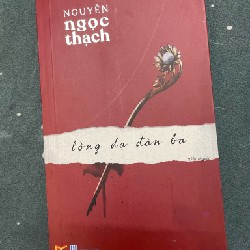 NGUYỄN
ngọc
thạch
lòng dạ đàn bà